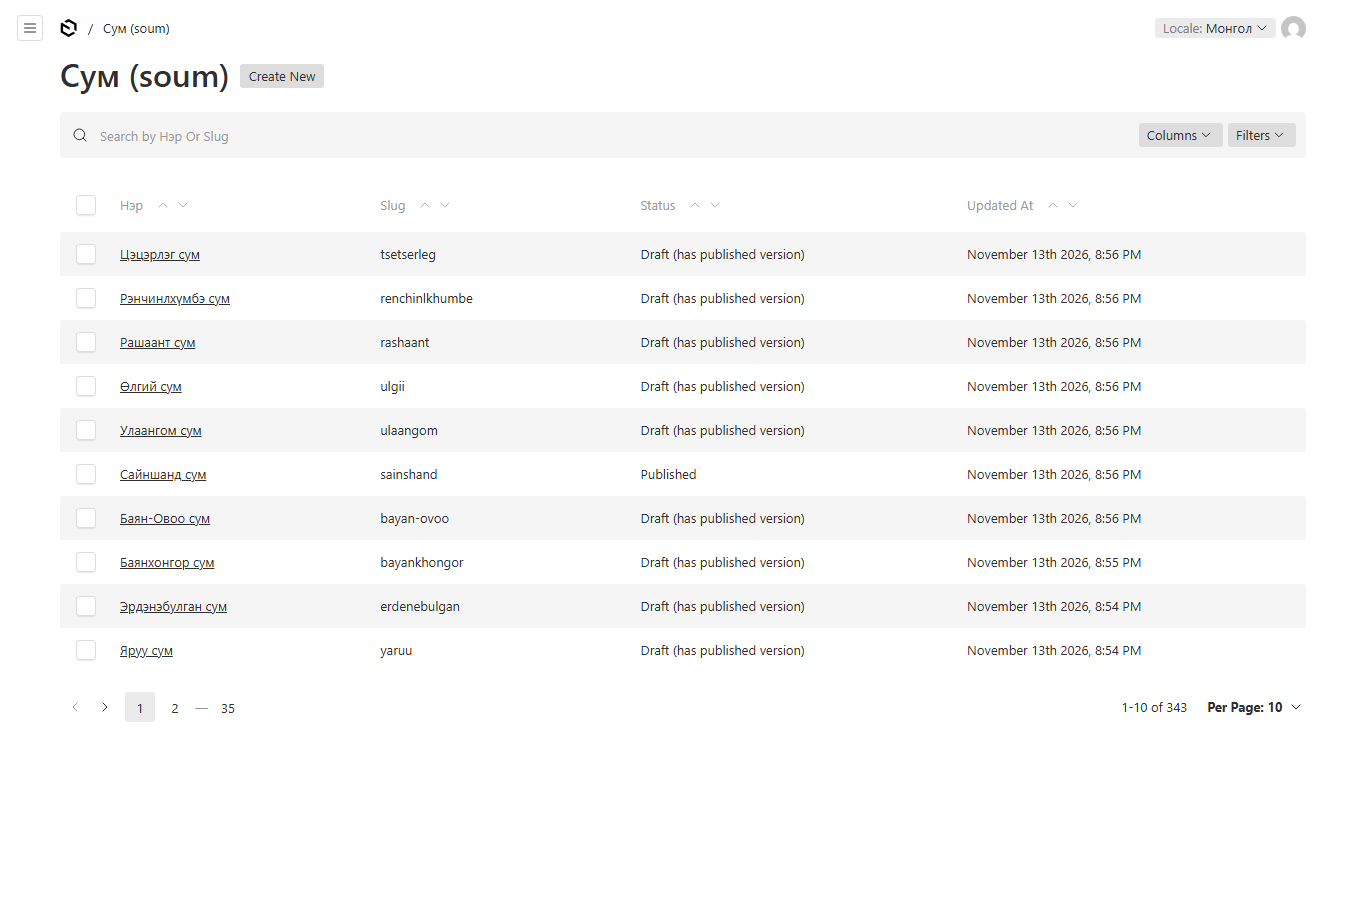 / Сум (soum)
Locale: Монгол
Сум (soum) Create New
Search by Нэр Or Slug Columns Filters
Нэр Slug Status Updated At
Цэцэрлэг сум tsetserleg Draft (has published version) November 13th 2026, 8:56 PM
Рэнчинлхүмбэ сум renchinlkhumbe Draft (has published version) November 13th 2026, 8:56 PM
Рашаант сум rashaant Draft (has published version) November 13th 2026, 8:56 PM
Өлгий сум ulgii Draft (has published version) November 13th 2026, 8:56 PM
Улаангом сум ulaangom Draft (has published version) November 13th 2026, 8:56 PM
Сайншанд сум sainshand Published November 13th 2026, 8:56 PM
Баян-Овоо сум bayan-ovoo Draft (has published version) November 13th 2026, 8:56 PM
Баянхонгор сум bayankhongor Draft (has published version) November 13th 2026, 8:55 PM
Эрдэнэбулган сум erdenebulgan Draft (has published version) November 13th 2026, 8:54 PM
Яруу сум yaruu Draft (has published version) November 13th 2026, 8:54 PM
1 2 — 35 1-10 of 343 Per Page: 10